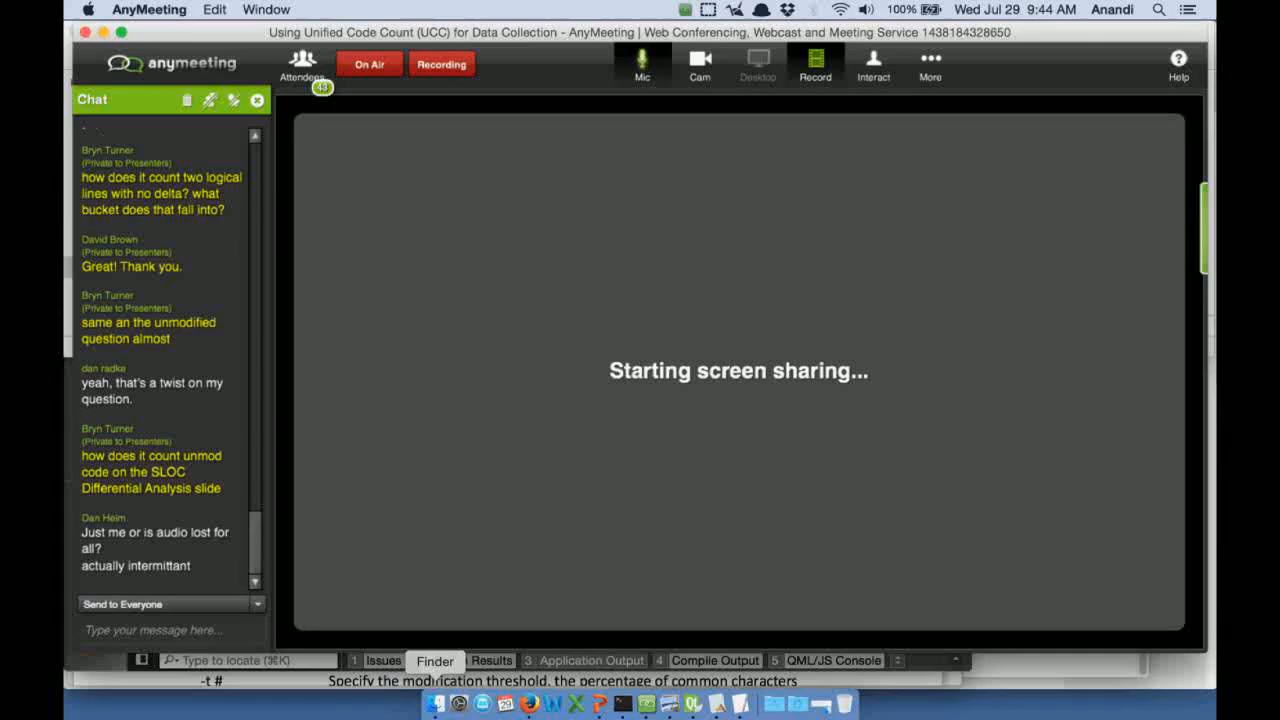 AnyMeeting Edit Window 100% Wed Jul 29 9:44 AM Anandi
Using Unified Code Count (UCC) for Data Collection - AnyMeeting | Web Conferencing, Webcast and Meeting Service 1438184328650
anymeeting
Attendees
43
On Air
Recording
Mic
Cam
Desktop
Record
Interact
More
Help
Chat
Bryn Turner
(Private to Presenters)
how does it count two logical
lines with no delta? what
bucket does that fall into?
David Brown
(Private to Presenters)
Great! Thank you.
Bryn Turner
(Private to Presenters)
same an the unmodified
question almost
dan radke
yeah, that's a twist on my
question.
Bryn Turner
(Private to Presenters)
how does it count unmod
code on the SLOC
Differential Analysis slide
Dan Heim
Just me or is audio lost for
all?
actually intermittant
Send to Everyone
Type your message here...
Starting screen sharing...
Type to locate (⌘K) 1 Issues Results 3 Application Output 4 Compile Output 5 QML/JS Console
Finder
-t # Specify the modification threshold, the percentage of common characters